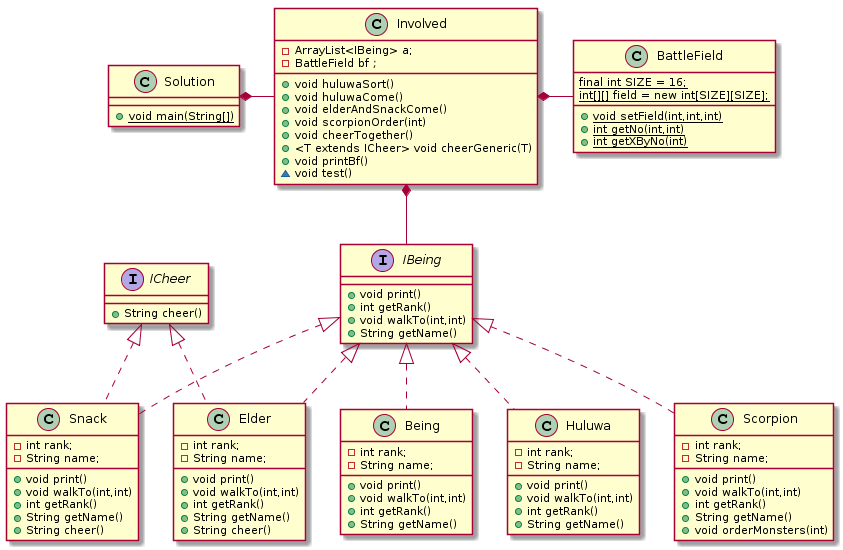 C Involved
ArrayList<IBeing> a;
BattleField bf ;
void huluwaSort()
void huluwaCome()
void elderAndSnackCome()
void scorpionOrder(int)
void cheerTogether()
<T extends ICheer> void cheerGeneric(T)
void printBf()
void test()
C Solution
void main(String[])
C BattleField
final int SIZE = 16;
int[][] field = new int[SIZE][SIZE];
void setField(int,int,int)
int getNo(int,int)
int getXByNo(int)
I ICheer
String cheer()
I IBeing
void print()
int getRank()
void walkTo(int,int)
String getName()
C Snack
int rank;
String name;
void print()
void walkTo(int,int)
int getRank()
String getName()
String cheer()
C Elder
int rank;
String name;
void print()
void walkTo(int,int)
int getRank()
String getName()
String cheer()
C Being
int rank;
String name;
void print()
void walkTo(int,int)
int getRank()
String getName()
C Huluwa
int rank;
String name;
void print()
void walkTo(int,int)
int getRank()
String getName()
C Scorpion
int rank;
String name;
void print()
void walkTo(int,int)
int getRank()
String getName()
void orderMonsters(int)